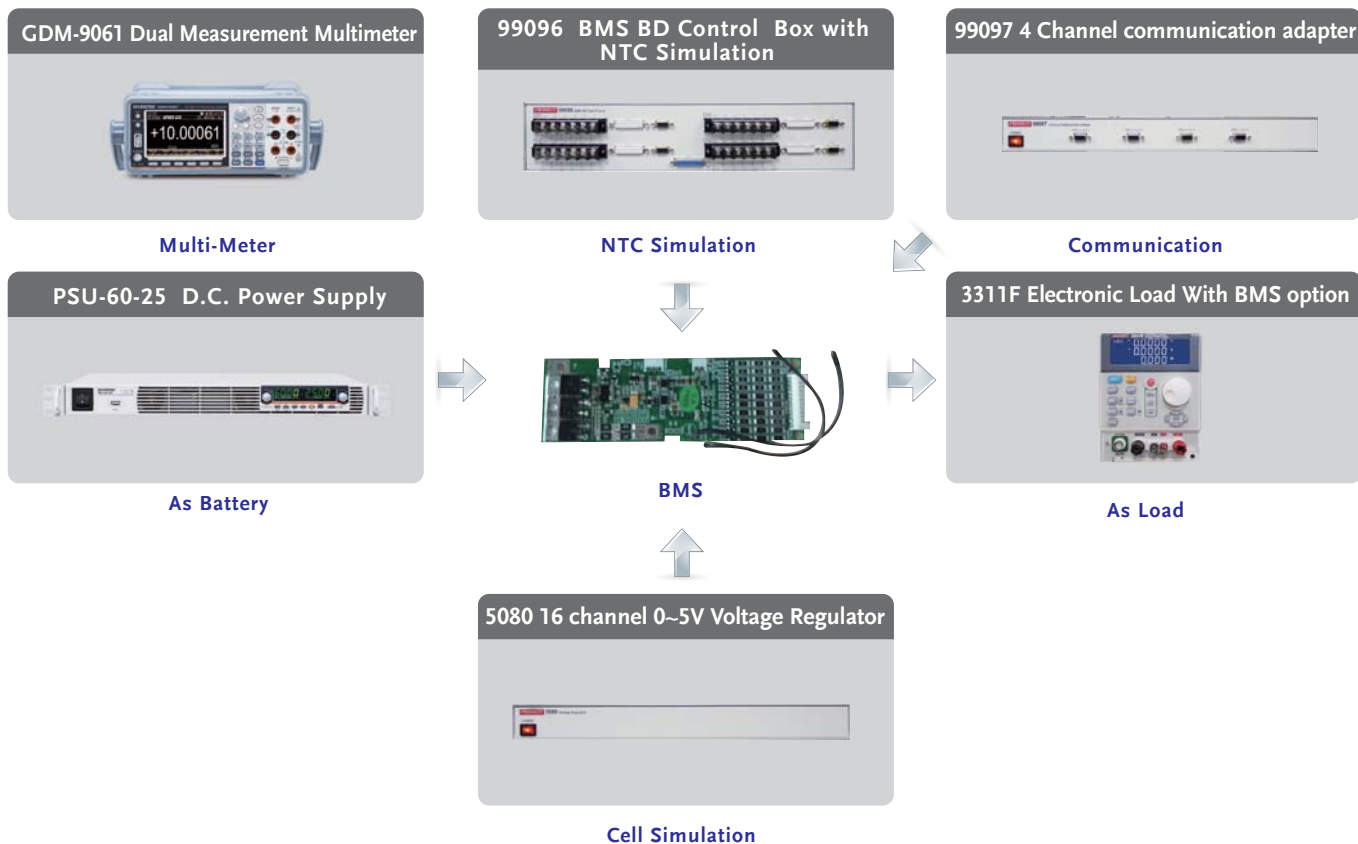 GDM-9061 Dual Measurement Multimeter
+10.00061
Multi-Meter
99096 BMS BD Control Box with
NTC Simulation
NTC Simulation
99097 4 Channel communication adapter
Communication
PSU-60-25 D.C. Power Supply
As Battery
BMS
3311F Electronic Load With BMS option
As Load
5080 16 channel 0~5V Voltage Regulator
Cell Simulation